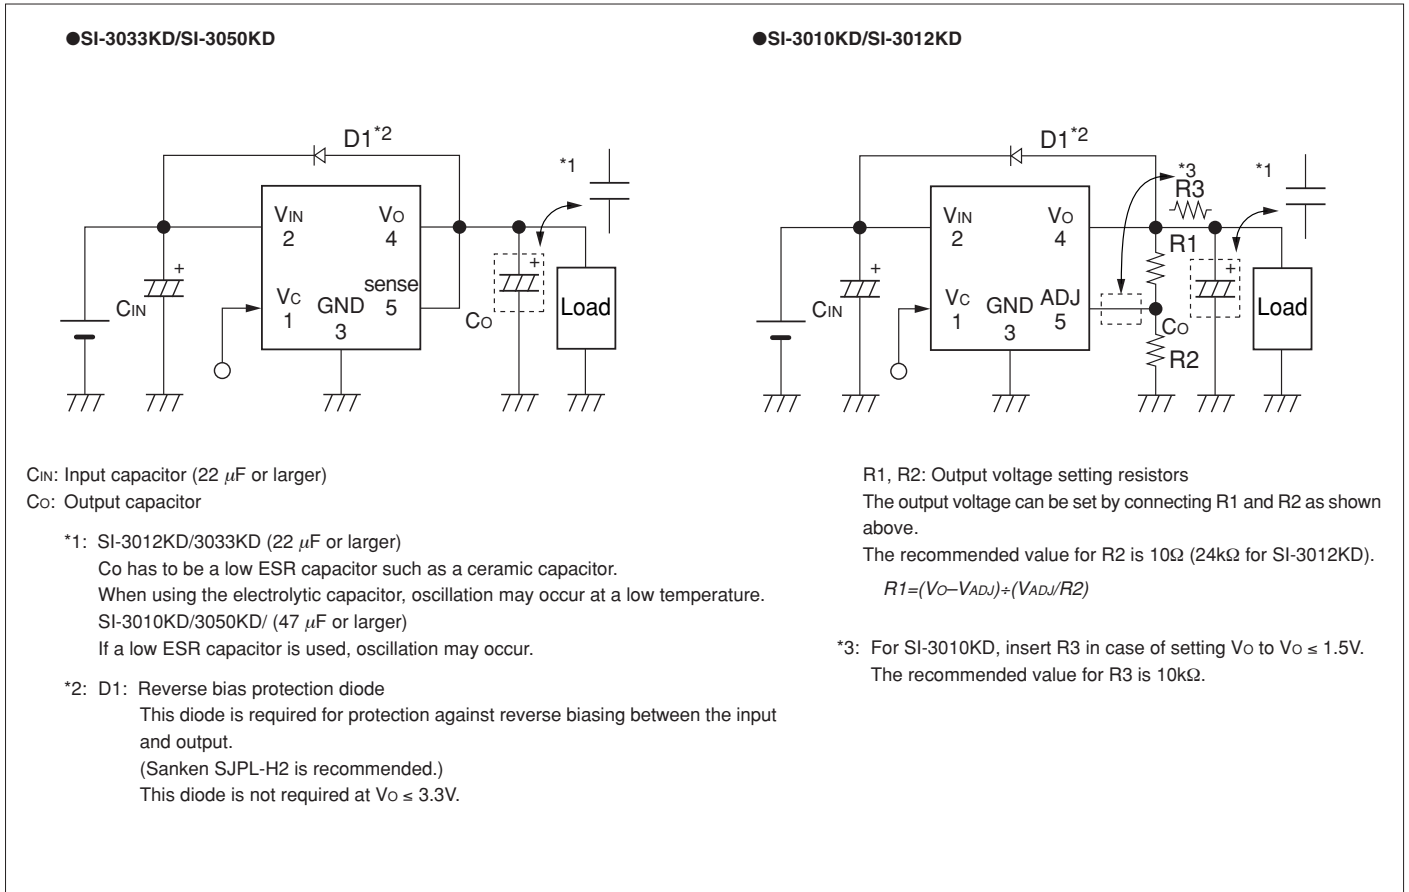 ●SI-3033KD/SI-3050KD
D1*2
*1
VIN
2
VO
4
sense
5
VC
1
GND
3
CIN
+
CO
+
Load
●SI-3010KD/SI-3012KD
D1*2
*3
R3
*1
VIN
2
VO
4
R1
VC
1
GND
3
ADJ
5
CIN
+
CO
+
R2
Load
CIN: Input capacitor (22 μF or larger)
CO: Output capacitor
*1: SI-3012KD/3033KD (22 μF or larger)
Co has to be a low ESR capacitor such as a ceramic capacitor.
When using the electrolytic capacitor, oscillation may occur at a low temperature.
SI-3010KD/3050KD/ (47 μF or larger)
If a low ESR capacitor is used, oscillation may occur.
*2: D1: Reverse bias protection diode
This diode is required for protection against reverse biasing between the input
and output.
(Sanken SJPL-H2 is recommended.)
This diode is not required at VO ≤ 3.3V.
R1, R2: Output voltage setting resistors
The output voltage can be set by connecting R1 and R2 as shown
above.
The recommended value for R2 is 10Ω (24kΩ for SI-3012KD).
R1=(VO–VADJ)÷(VADJ/R2)
*3: For SI-3010KD, insert R3 in case of setting VO to VO ≤ 1.5V.
The recommended value for R3 is 10kΩ.